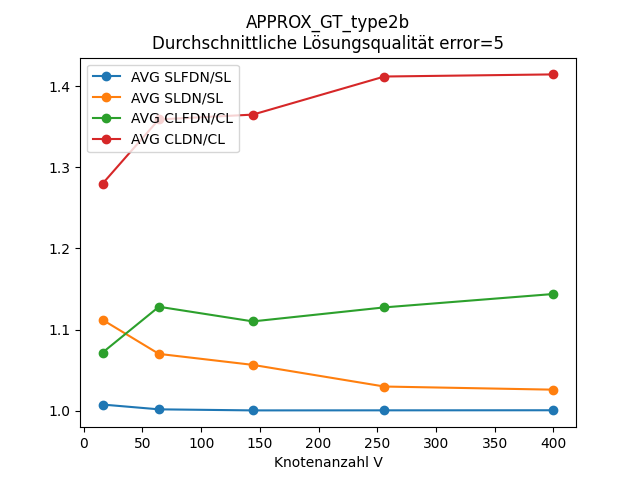 APPROX_GT_type2b
Durchschnittliche Lösungsqualität error=5
AVG SLFDN/SL
AVG SLDN/SL
AVG CLFDN/CL
AVG CLDN/CL
1.4
1.3
1.2
1.1
1.0
0 50 100 150 200 250 300 350 400
Knotenanzahl V